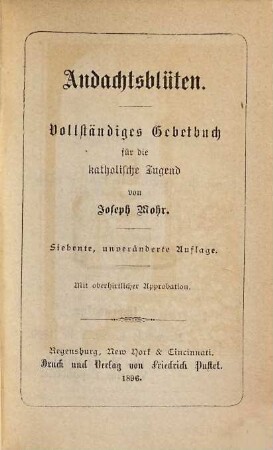 Andachtsblüten.
Vollständiges Gebetbuch
für die
katholische Jugend
von
Joseph Mohr.
Siebente, unveränderte Auflage.
Mit oberhirtlicher Approbation.
Regensburg, New York & Cincinnati.
Druck und Verlag von Friedrich Pustet.
1896.